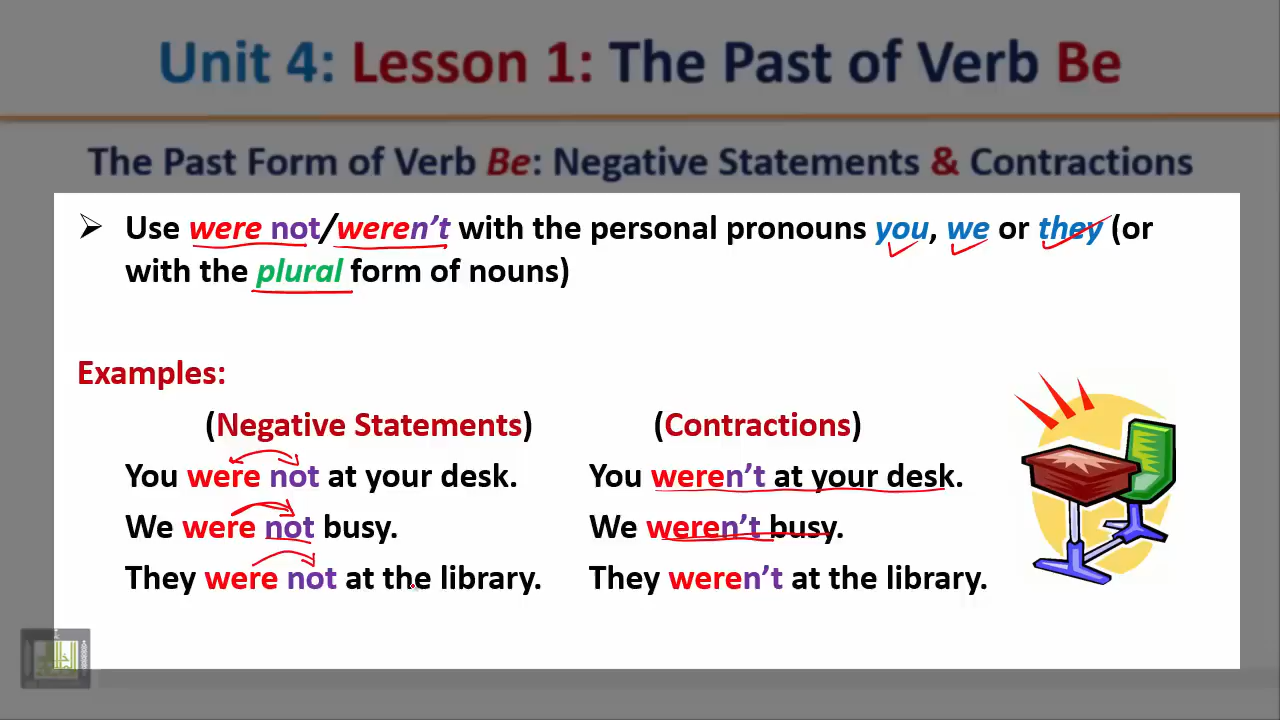 Unit 4: Lesson 1: The Past of Verb Be
The Past Form of Verb Be: Negative Statements & Contractions
➢ Use were not/weren't with the personal pronouns you, we or they (or
with the plural form of nouns)
Examples:
(Negative Statements) (Contractions)
You were not at your desk. You weren't at your desk.
We were not busy. We weren't busy.
They were not at the library. They weren't at the library.